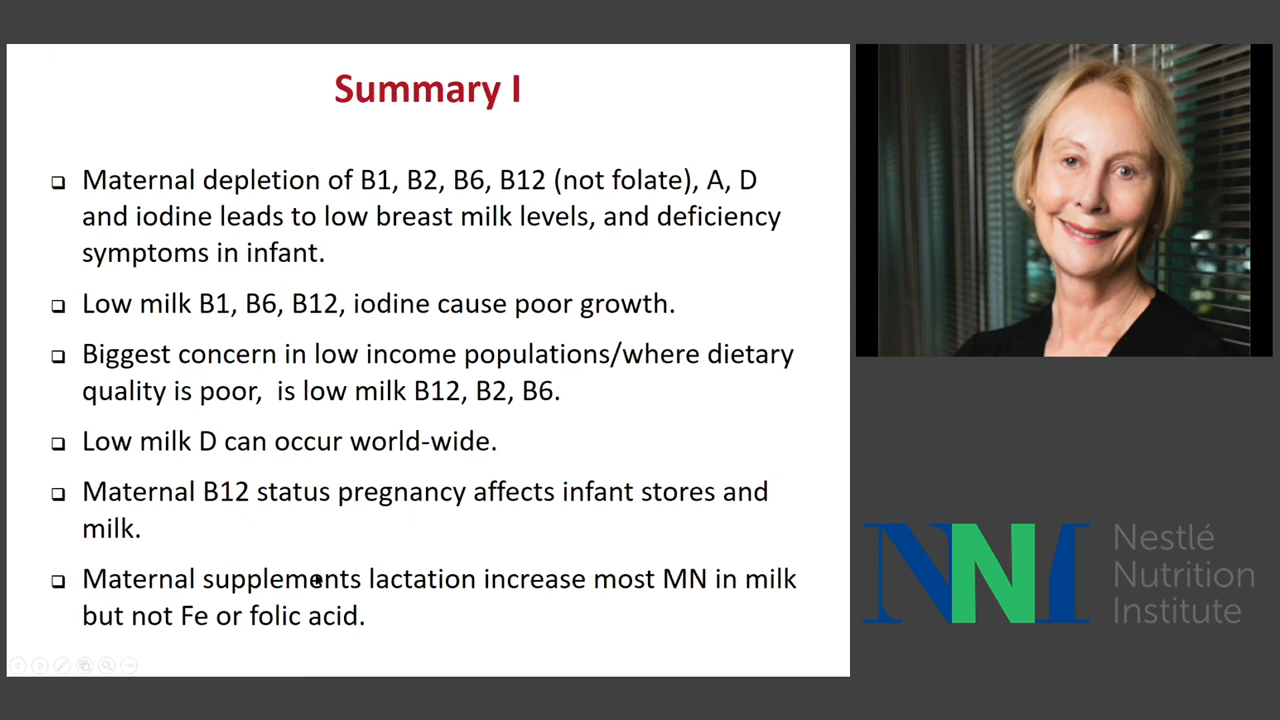 Summary I
❑ Maternal depletion of B1, B2, B6, B12 (not folate), A, D
and iodine leads to low breast milk levels, and deficiency
symptoms in infant.
❑ Low milk B1, B6, B12, iodine cause poor growth.
❑ Biggest concern in low income populations/where dietary
quality is poor,  is low milk B12, B2, B6.
❑ Low milk D can occur world-wide.
❑ Maternal B12 status pregnancy affects infant stores and
milk.
❑ Maternal supplements lactation increase most MN in milk
but not Fe or folic acid.
NNI
Nestlé
Nutrition
Institute